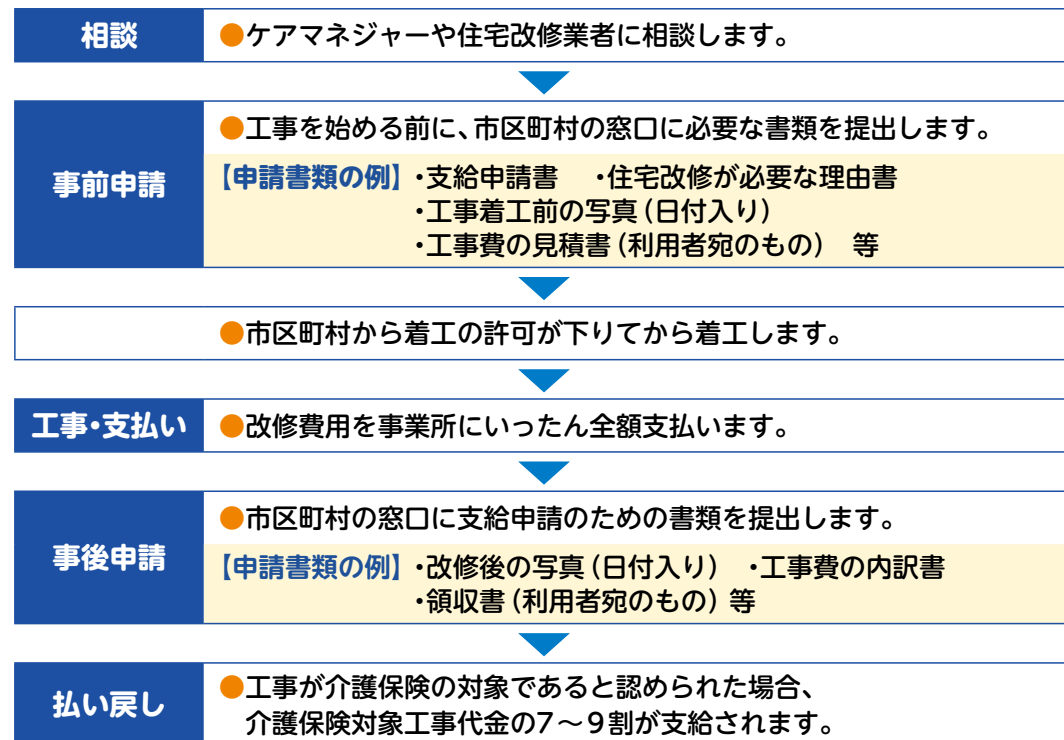 相談
●ケアマネジャーや住宅改修業者に相談します。
事前申請
●工事を始める前に、市区町村の窓口に必要な書類を提出します。
【申請書類の例】・支給申請書　・住宅改修が必要な理由書
・工事着工前の写真(日付入り)
・工事費の見積書(利用者宛のもの)　等
●市区町村から着工の許可が下りてから着工します。
工事・支払い
●改修費用を事業所にいったん全額支払います。
事後申請
●市区町村の窓口に支給申請のための書類を提出します。
【申請書類の例】・改修後の写真(日付入り)　・工事費の内訳書
・領収書(利用者宛のもの) 等
払い戻し
●工事が介護保険の対象であると認められた場合、
介護保険対象工事代金の7～9割が支給されます。